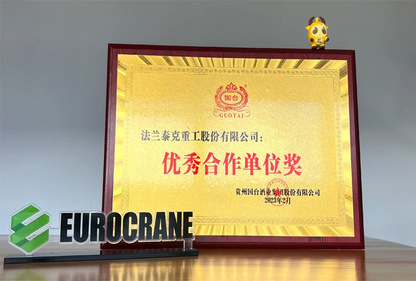 国台
GUOTAI
法兰泰克重工股份有限公司：
优秀合作单位奖
贵州国台酒业集团股份有限公司
2023年2月
EUROCRANE